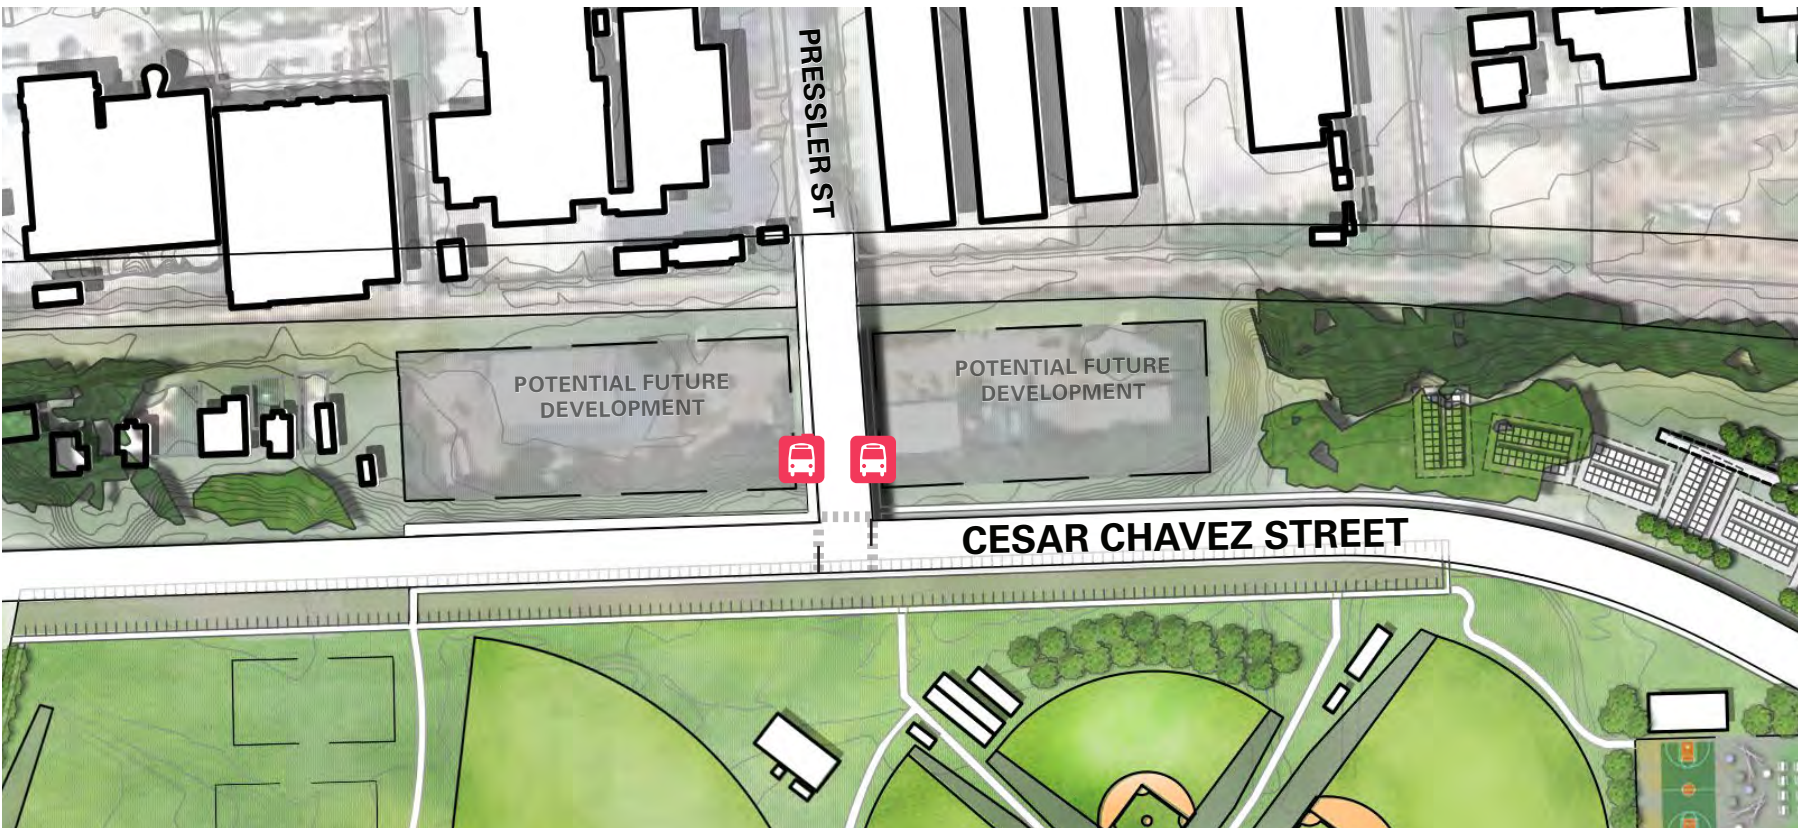 PRESSLER ST
POTENTIAL FUTURE
DEVELOPMENT
POTENTIAL FUTURE
DEVELOPMENT
CESAR CHAVEZ STREET